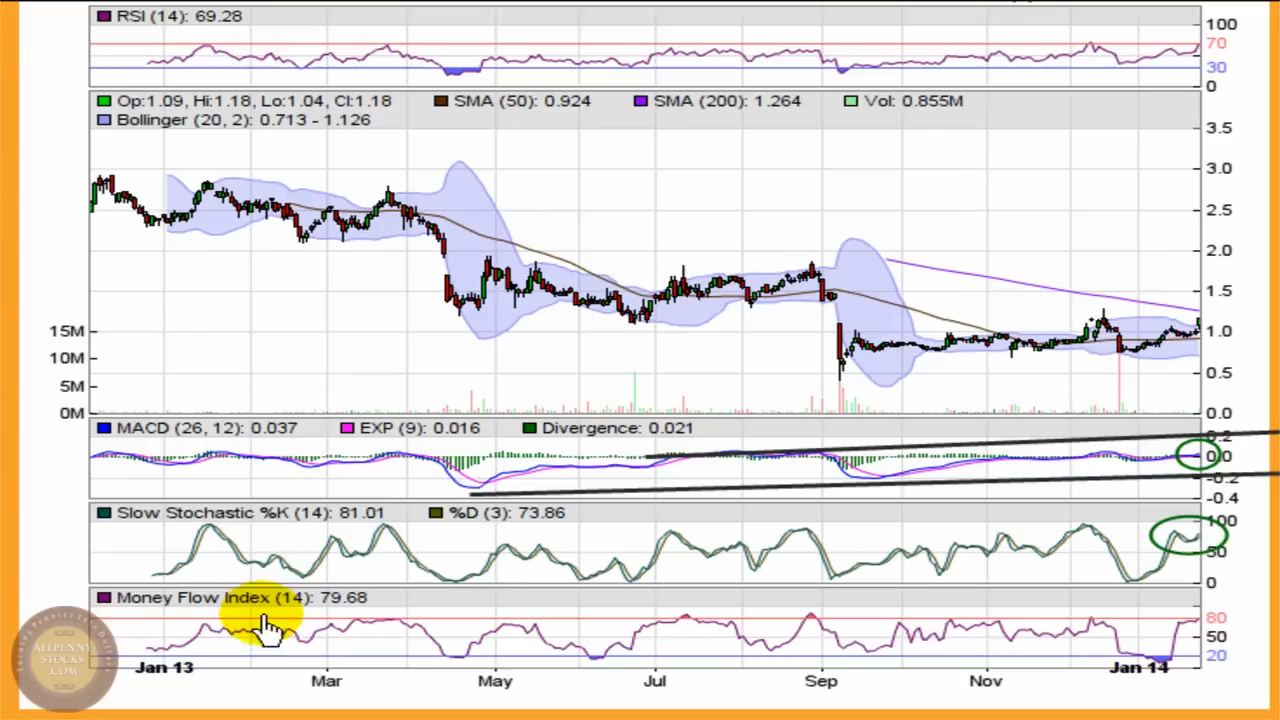 RSI (14): 69.28
100
70
30
0
Op:1.09, Hi:1.18, Lo:1.04, Cl:1.18 SMA (50): 0.924 SMA (200): 1.264 Vol: 0.855M
Bollinger (20, 2): 0.713 - 1.126
3.5
3.0
2.5
2.0
1.5
15M 1.0
10M
5M 0.5
0M 0.0
MACD (26, 12): 0.037 EXP (9): 0.016 Divergence: 0.021
0.2
0.0
-0.2
-0.4
Slow Stochastic %K (14): 81.01 %D (3): 73.86
100
50
0
Money Flow Index (14): 79.68
80
50
20
Jan 13 Mar May Jul Sep Nov Jan 14
ALLPENNY
STOCKS
.COM